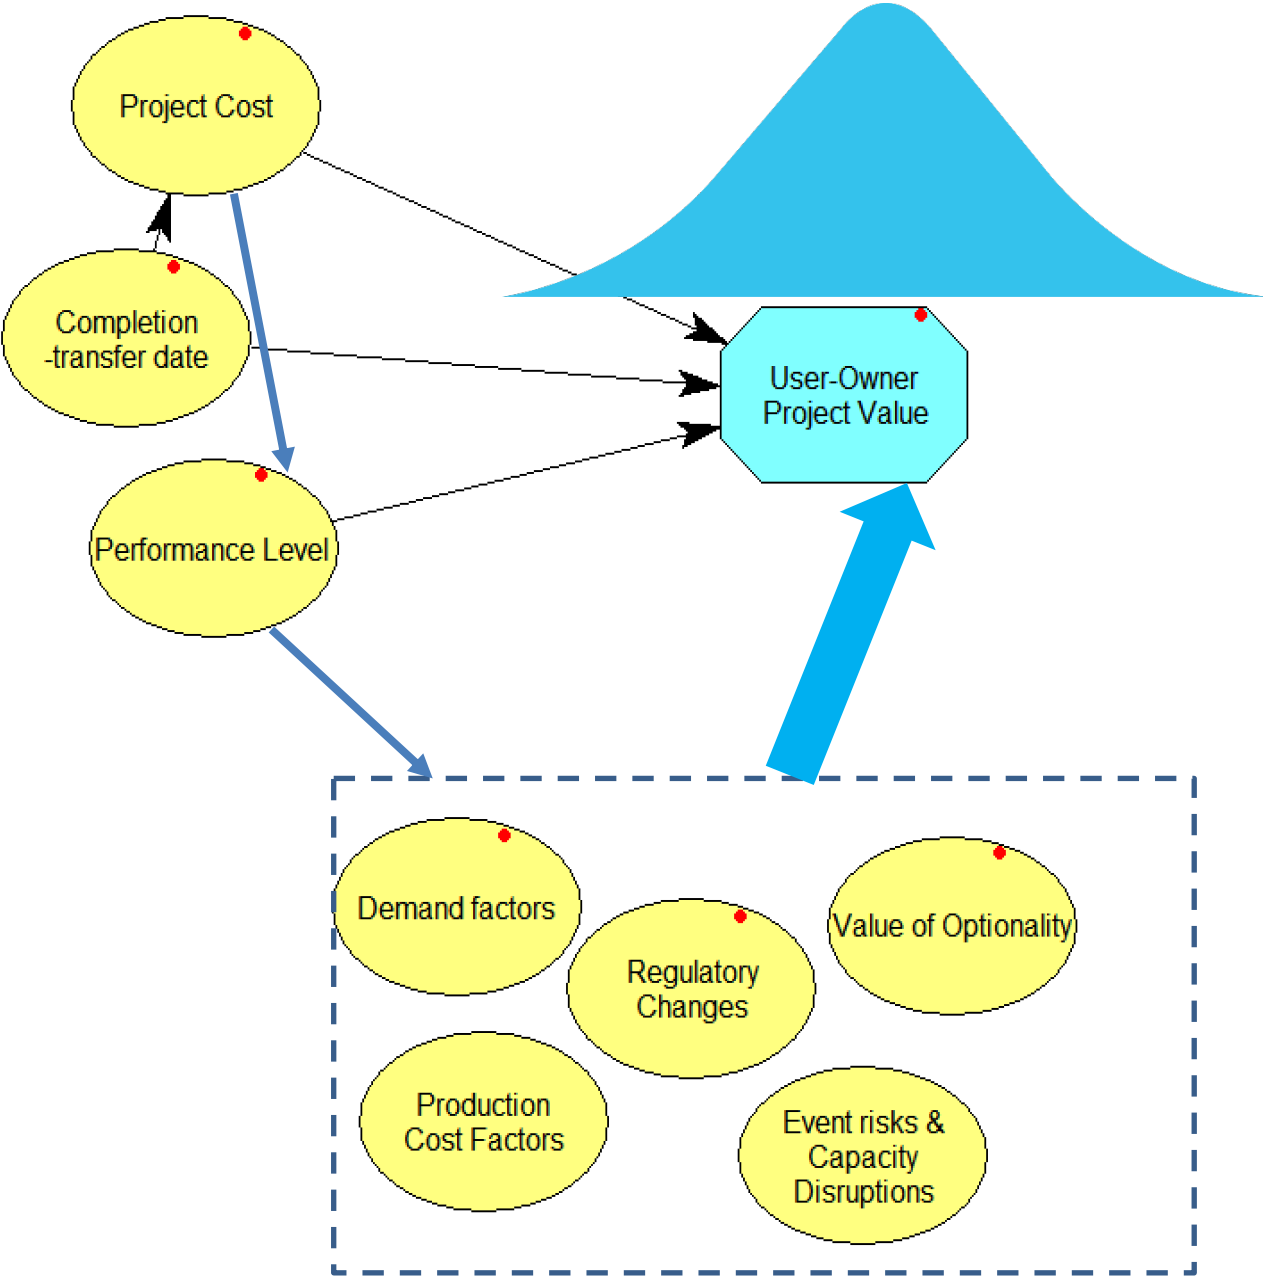 Project Cost
Completion
-transfer date
User-Owner
Project Value
Performance Level
Demand factors
Value of Optionality
Regulatory
Changes
Production
Cost Factors
Event risks &
Capacity
Disruptions